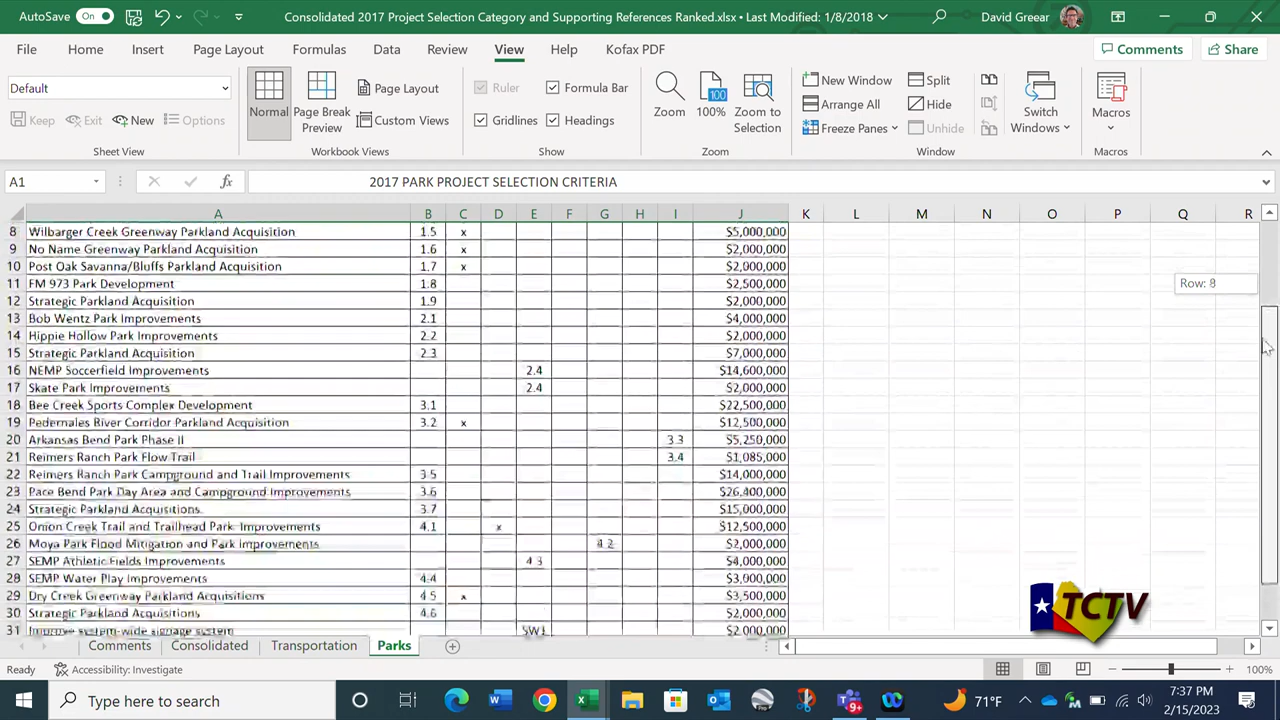 AutoSave On Consolidated 2017 Project Selection Category and Supporting References Ranked.xlsx • Last Modified: 1/8/2018 David Greear
File Home Insert Page Layout Formulas Data Review View Help Kofax PDF Comments Share
Default
Keep Exit New Options
Sheet View
Normal
Page Break Preview
Page Layout
Custom Views
Workbook Views
Ruler Formula Bar
Gridlines Headings
Show
Zoom
100%
Zoom to Selection
Zoom
New Window
Arrange All
Freeze Panes
Split
Hide
Unhide
Switch Windows
Window
Macros
Macros
A1 fx 2017 PARK PROJECT SELECTION CRITERIA
A B C D E F G H I J K L M N O P Q R
8 Wilbarger Creek Greenway Parkland Acquisition 1.5 x $5,000,000
9 No Name Greenway Parkland Acquisition 1.6 x $2,000,000
10 Post Oak Savanna/Bluffs Parkland Acquisition 1.7 x $2,000,000
11 FM 973 Park Development 1.8 $2,500,000
12 Strategic Parkland Acquisition 1.9 $2,000,000
13 Bob Wentz Park Improvements 2.1 $4,000,000
14 Hippie Hollow Park Improvements 2.2 $2,000,000
15 Strategic Parkland Acquisition 2.3 $7,000,000
16 NEMP Soccerfield Improvements 2.4 $14,600,000
17 Skate Park Improvements 2.4 $2,000,000
18 Bee Creek Sports Complex Development 3.1 $22,500,000
19 Pedernales River Corridor Parkland Acquisition 3.2 x $12,500,000
20 Arkansas Bend Park Phase II 3.3 $5,250,000
21 Reimers Ranch Park Flow Trail 3.4 $1,085,000
22 Reimers Ranch Park Campground and Trail Improvements 3.5 $14,000,000
23 Pace Bend Park Day Area and Campground Improvements 3.6 $26,400,000
24 Strategic Parkland Acquisitions 3.7 $15,000,000
25 Onion Creek Trail and Trailhead Park Improvements 4.1 x $12,500,000
26 Moya Park Flood Mitigation and Park Improvements 4.2 $2,000,000
27 SEMP Athletic Fields Improvements 4.3 $4,000,000
28 SEMP Water Play Improvements 4.4 $3,900,000
29 Dry Creek Greenway Parkland Acquisitions 4.5 x $3,500,000
30 Strategic Parkland Acquisitions 4.6 $2,000,000
31 Improve system-wide signage system SW1 $2,000,000
Row: 8
TCTV
Comments Consolidated Transportation Parks
Ready Accessibility: Investigate 100%
Type here to search 9+ 71°F 7:37 PM
2/15/2023